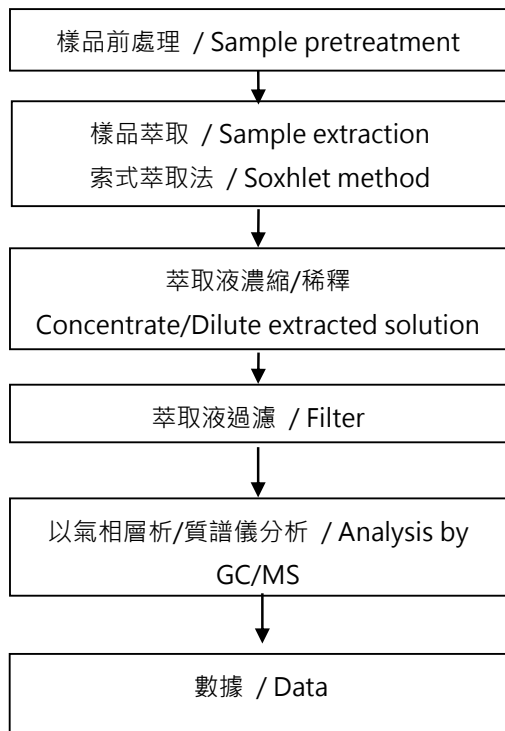 樣品前處理 / Sample pretreatment
樣品萃取 / Sample extraction
索式萃取法 / Soxhlet method
萃取液濃縮/稀釋
Concentrate/Dilute extracted solution
萃取液過濾 / Filter
以氣相層析/質譜儀分析 / Analysis by
GC/MS
數據 / Data